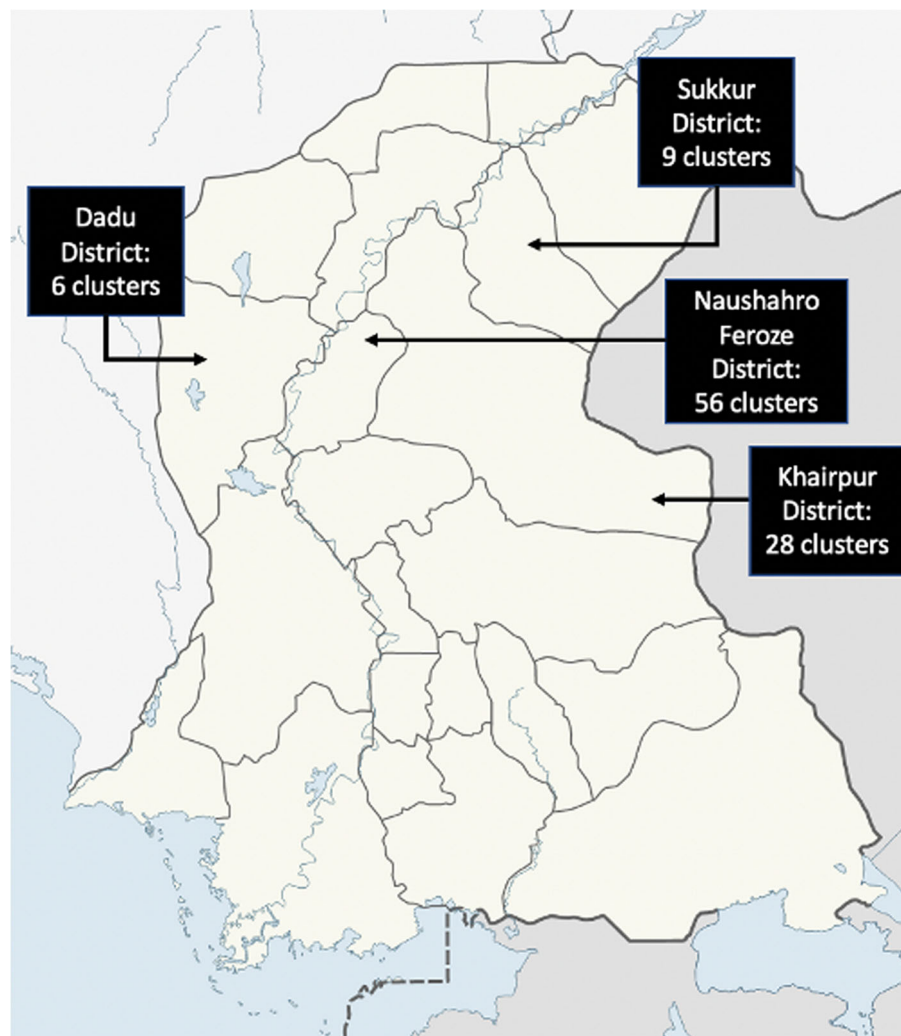 Sukkur
District:
9 clusters
Dadu
District:
6 clusters
Naushahro
Feroze
District:
56 clusters
Khairpur
District:
28 clusters